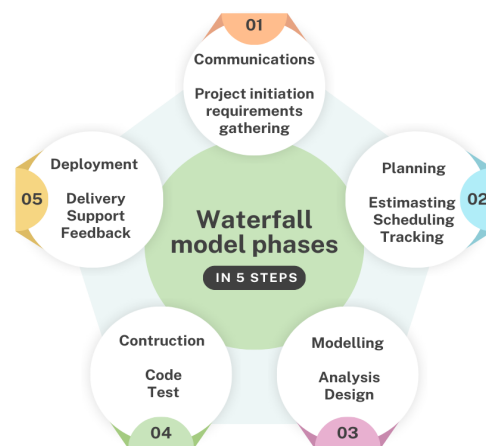 01
Communications
Project initiation
requirements
gathering
02
Planning
Estimasting
Scheduling
Tracking
03
Modelling
Analysis
Design
04
Contruction
Code
Test
05
Deployment
Delivery
Support
Feedback
Waterfall
model phases
IN 5 STEPS